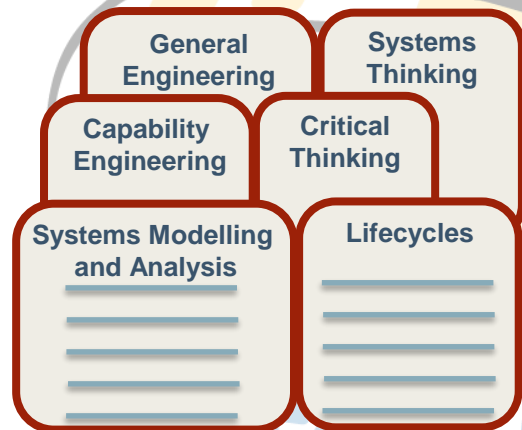 General
Engineering
Systems
Thinking
Capability
Engineering
Critical
Thinking
Systems Modelling
and Analysis
Lifecycles